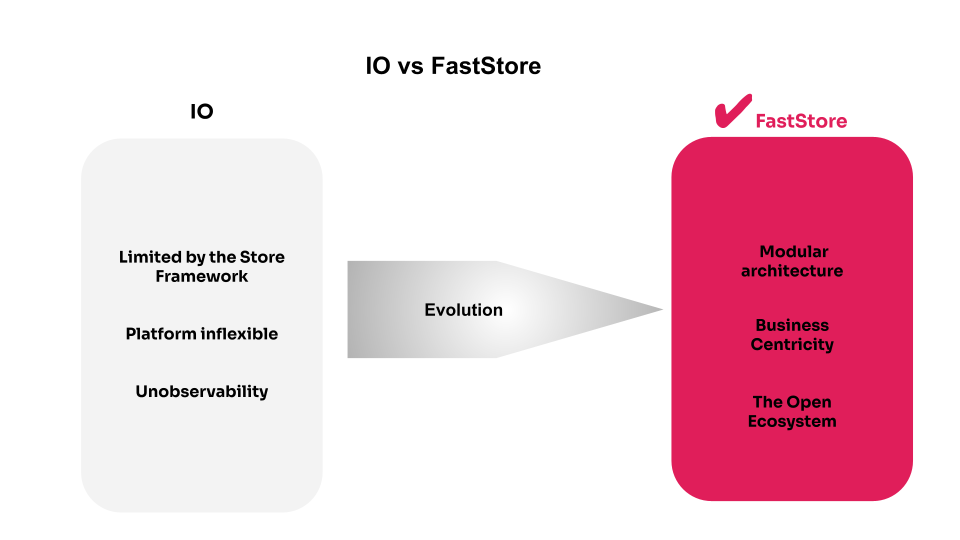 IO vs FastStore
IO
FastStore
Limited by the Store
Framework
Platform inflexible
Unobservability
Evolution
Modular
architecture
Business
Centricity
The Open
Ecosystem